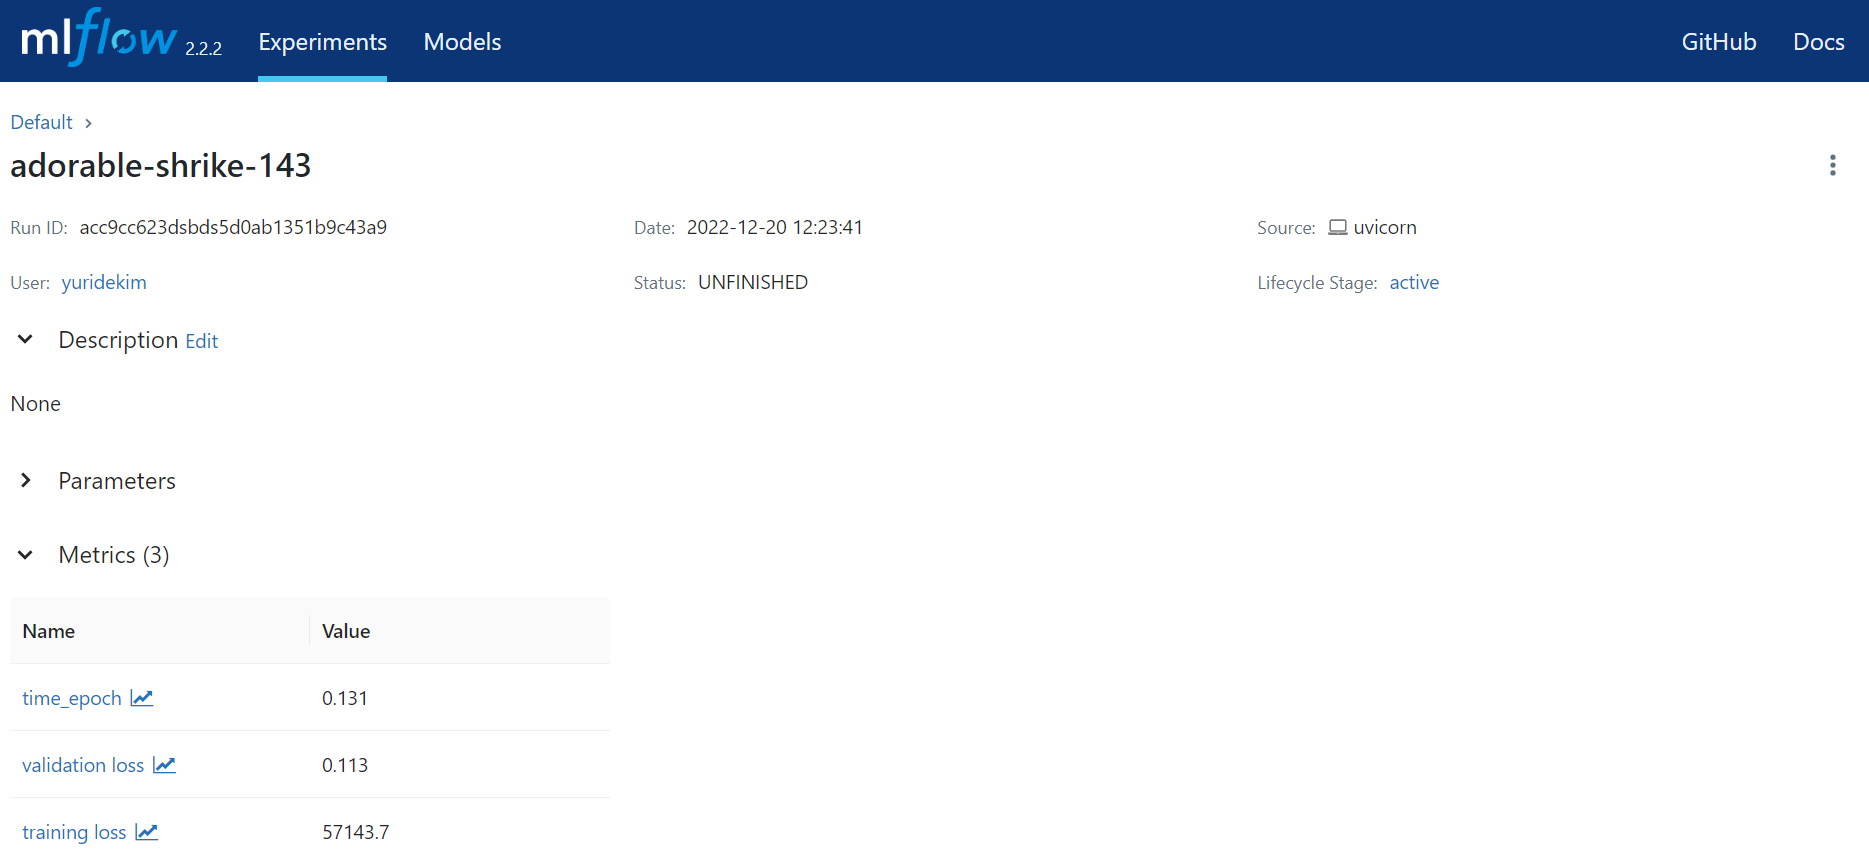 mlflow 2.2.2 Experiments Models GitHub Docs
Default >
adorable-shrike-143
Run ID: acc9cc623dsbds5d0ab1351b9c43a9 Date: 2022-12-20 12:23:41 Source: uvicorn
User: yuridekim Status: UNFINISHED Lifecycle Stage: active
Description Edit
None
Parameters
Metrics (3)
Name Value
time_epoch 0.131
validation loss 0.113
training loss 57143.7